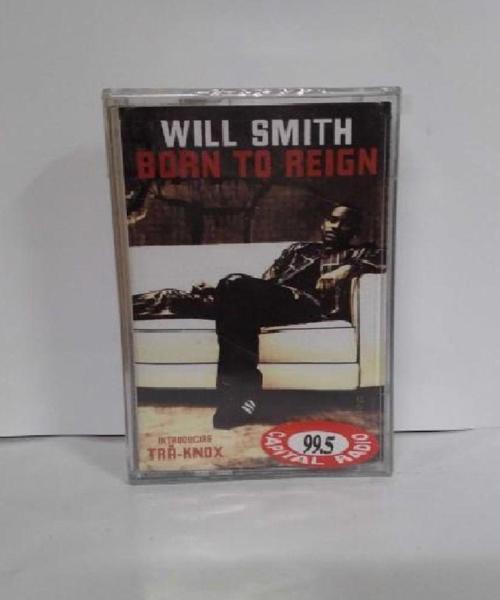 WILL SMITH
BORN TO REIGN
INTRODUCING
TRĀ-KNOX
99.5
CAPITAL RADIO